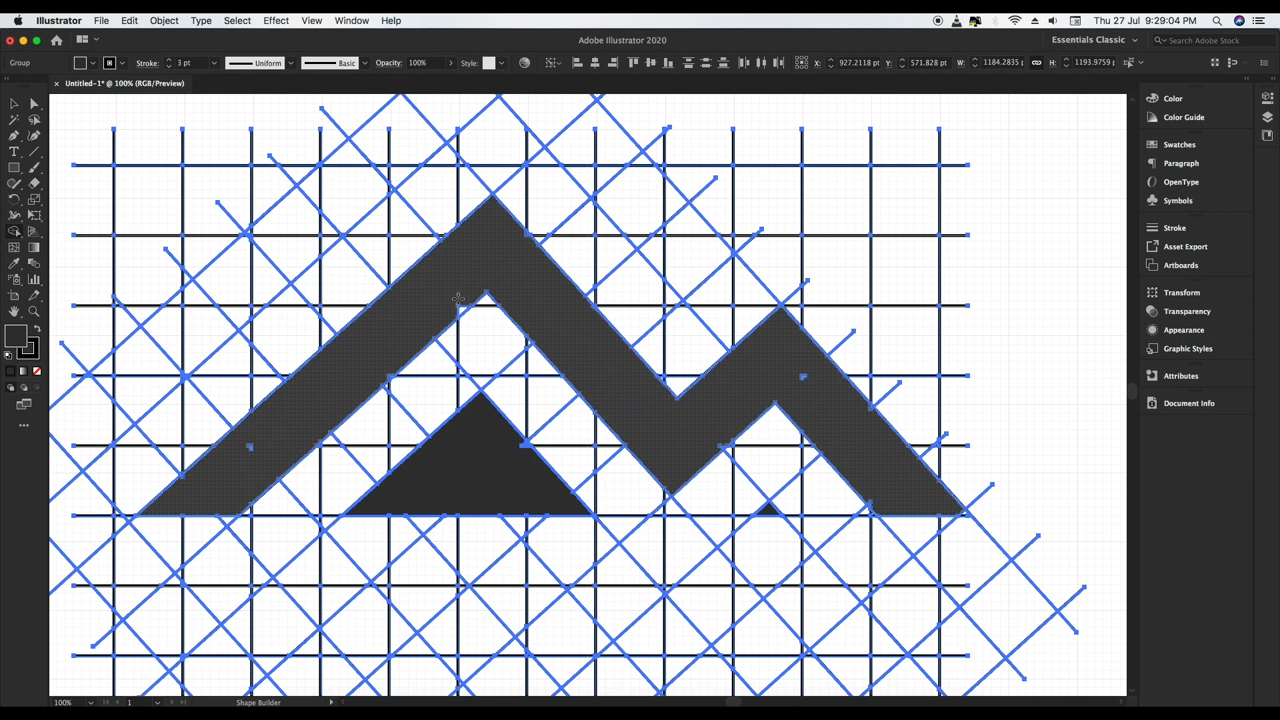 Illustrator File Edit Object Type Select Effect View Window Help Thu 27 Jul 9:29:04 PM
Adobe Illustrator 2020 Essentials Classic Search Adobe Stock
Group Stroke: 3 pt Uniform Basic Opacity: 100% Style: X: 927.2118 pt Y: 571.828 pt W: 1184.2835 H: 1193.9759
× Untitled-1* @ 100% (RGB/Preview)
Color
Color Guide
Swatches
Paragraph
OpenType
Symbols
Stroke
Asset Export
Artboards
Transform
Transparency
Appearance
Graphic Styles
Attributes
Document Info
100% 1 Shape Builder